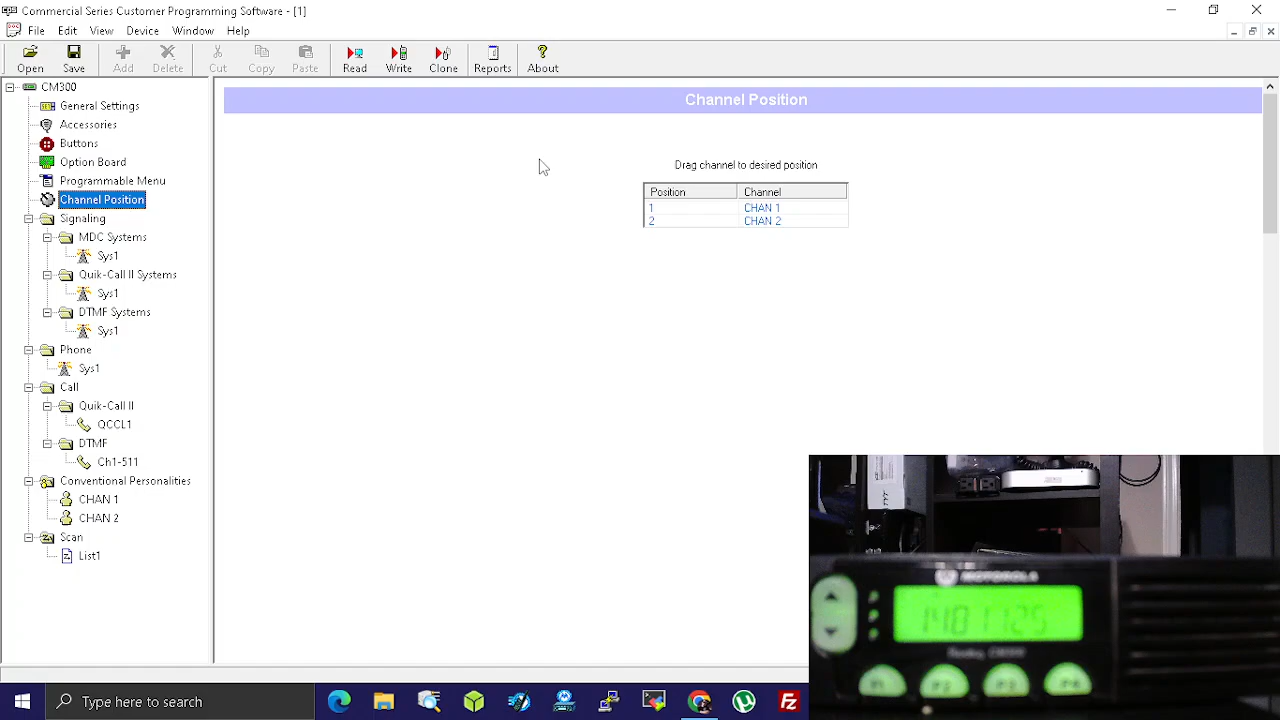 Commercial Series Customer Programming Software - [1]
File Edit View Device Window Help
Open Save Add Delete Cut Copy Paste Read Write Clone Reports About
CM300
General Settings
Accessories
Buttons
Option Board
Programmable Menu
Channel Position
Signaling
MDC Systems
Sys1
Quik-Call II Systems
Sys1
DTMF Systems
Sys1
Phone
Sys1
Call
Quik-Call II
QCCL1
DTMF
Ch1-511
Conventional Personalities
CHAN 1
CHAN 2
Scan
List1
Channel Position
Drag channel to desired position
Position Channel
1 CHAN 1
2 CHAN 2
MOTOROLA
P1 P2 P3 P4
Type here to search